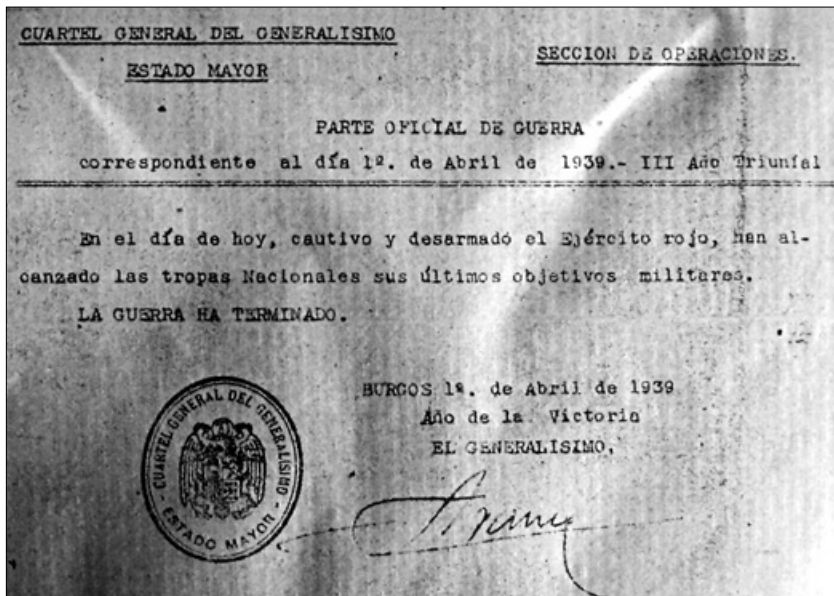 CUARTEL GENERAL DEL GENERALISIMO
ESTADO MAYOR
SECCION DE OPERACIONES.
PARTE OFICIAL DE GUERRA
correspondiente al día 1º. de Abril de 1939.- III Año Triunfal
En el día de hoy, cautivo y desarmadó el Ejército rojo, han al-
canzado las tropas Nacionales sus últimos objetivos militares.
LA GUERRA HA TERMINADO.
BURGOS 1º. de Abril de 1939
Año de la Victoria
EL GENERALISIMO,
CUARTEL GENERAL DEL GENERALISIMO
- ESTADO MAYOR -